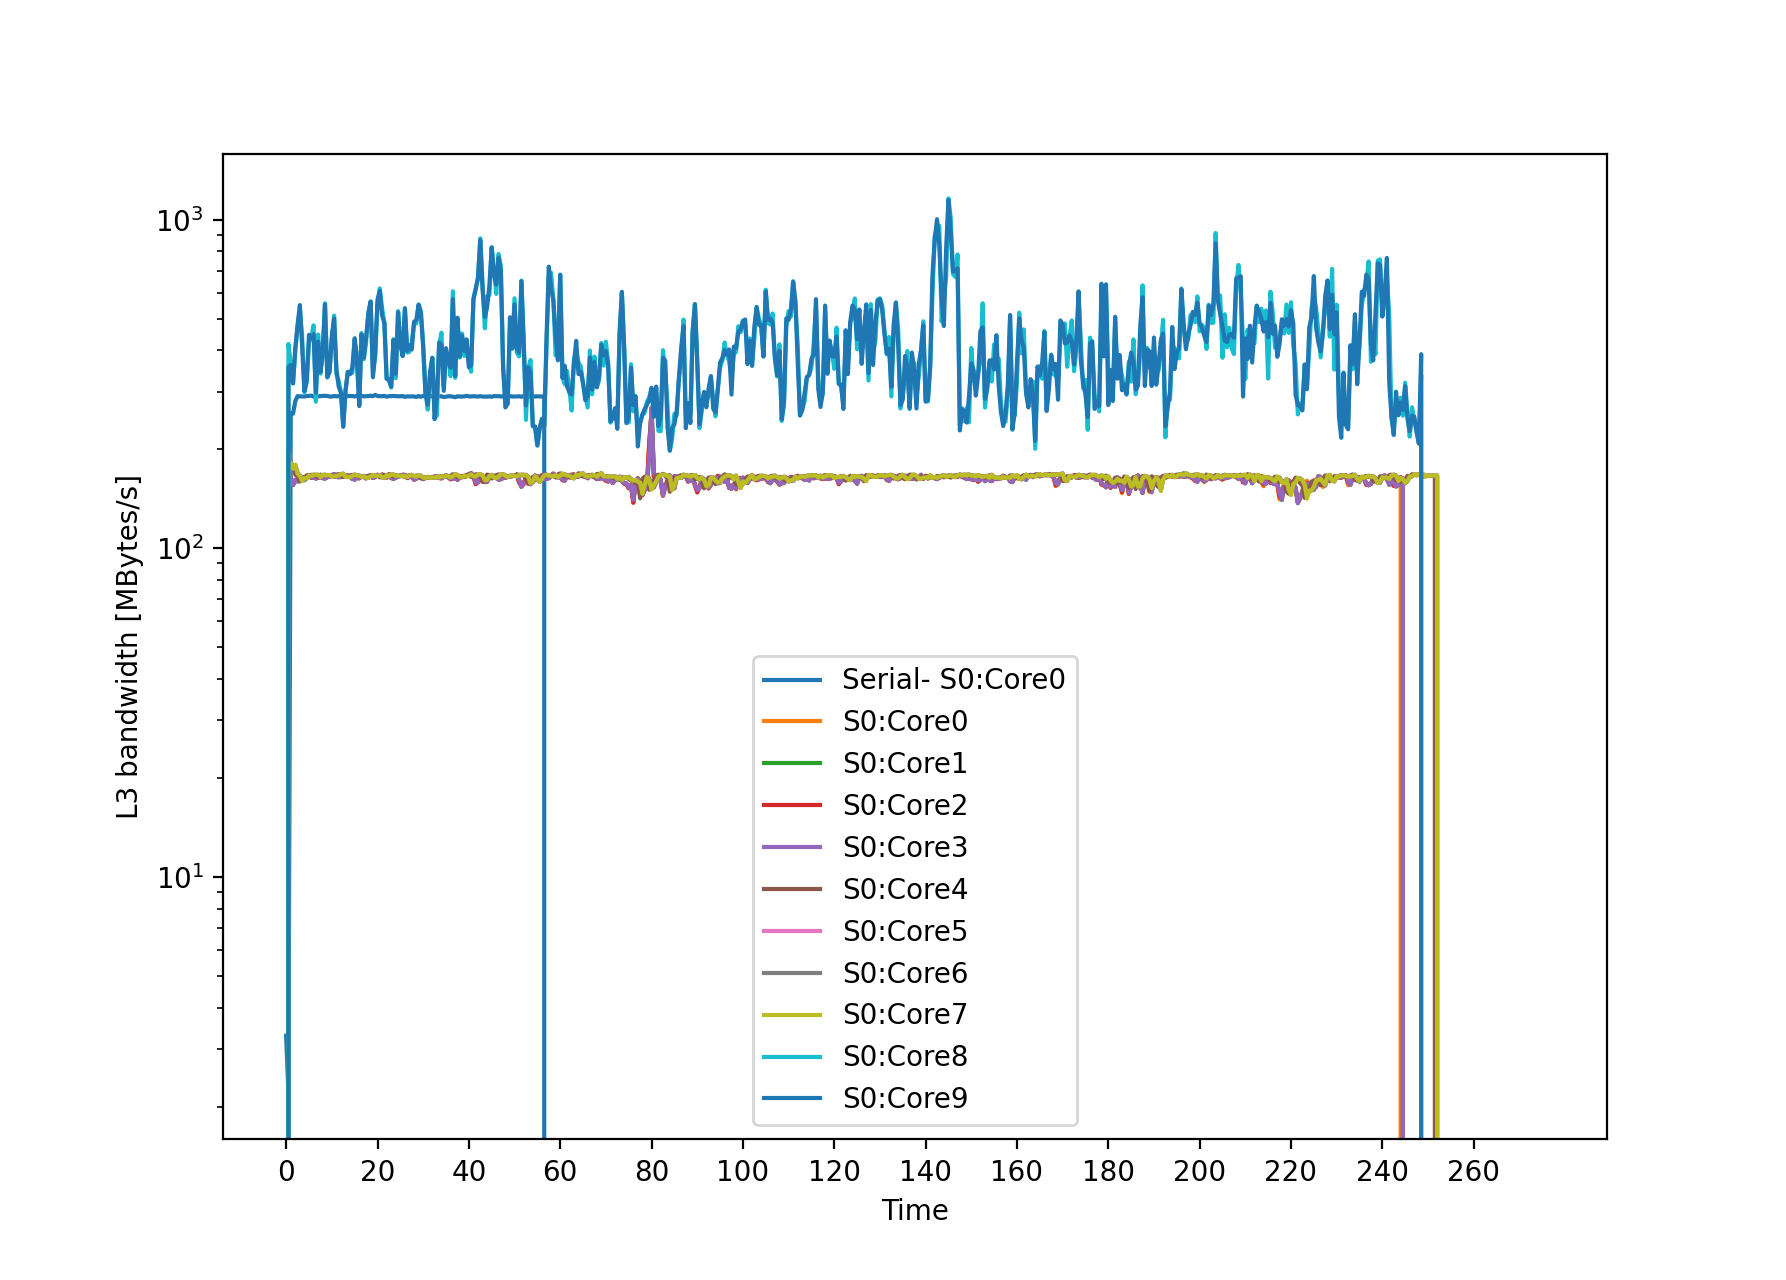 10³
10²
10¹
L3 bandwidth [MBytes/s]
Serial- S0:Core0
S0:Core0
S0:Core1
S0:Core2
S0:Core3
S0:Core4
S0:Core5
S0:Core6
S0:Core7
S0:Core8
S0:Core9
0 20 40 60 80 100 120 140 160 180 200 220 240 260
Time